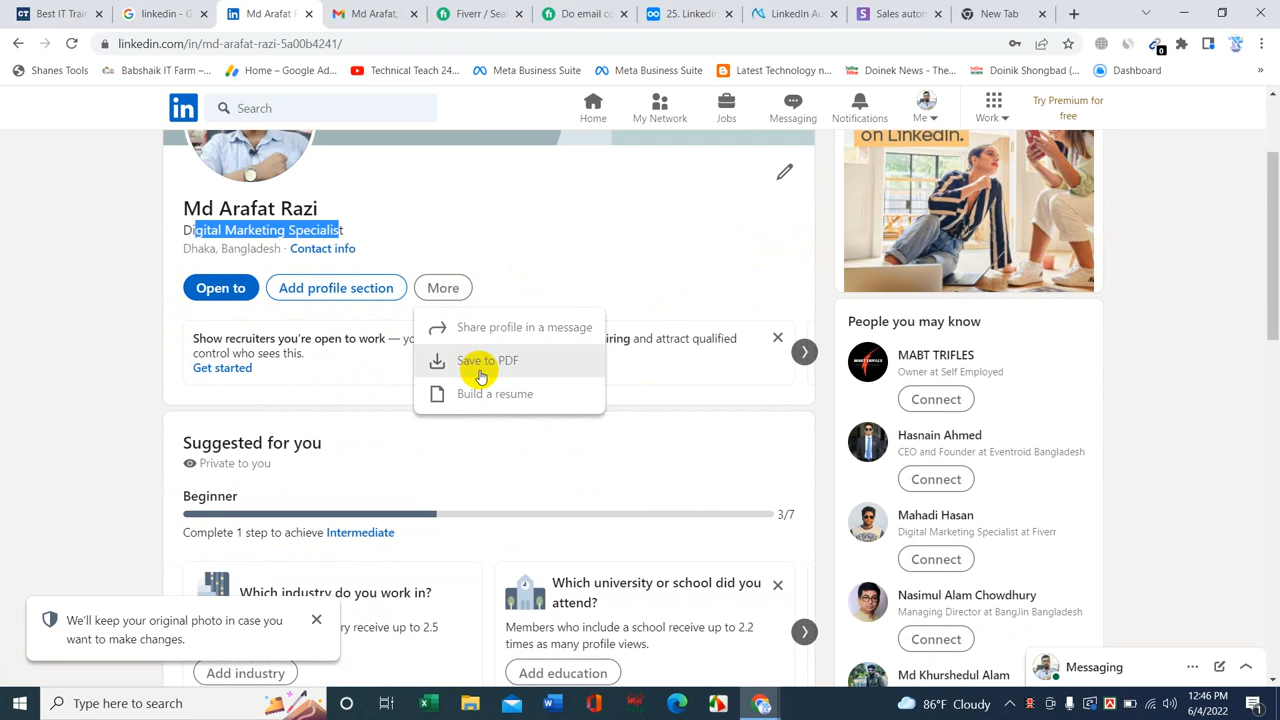 Best IT Train
linkedin - G
Md Arafat Ra
Md Arafat,
Fiverr / Sear
Do email co
25. Linkedin
LinkedIn Au
Sales autor
New Tab
linkedin.com/in/md-arafat-razi-5a00b4241/
0
Shanes Tools
Babshaik IT Farm –...
Home – Google Ad...
Technical Teach 24...
Meta Business Suite
Meta Business Suite
Latest Technology n...
Doinek News - The...
Doinik Shongbad (...
Dashboard
»
in
Search
Home
My Network
Jobs
Messaging
Notifications
Me
Work
Try Premium for
free
on LinkedIn.
Md Arafat Razi
Digital Marketing Specialist
Dhaka, Bangladesh · Contact info
Open to
Add profile section
More
Share profile in a message
Save to PDF
Build a resume
Show recruiters you're open to work — yo
iring and attract qualified
control who sees this.
Get started
Suggested for you
Private to you
Beginner
3/7
Complete 1 step to achieve Intermediate
Which industry do you work in?
ry receive up to 2.5
Add industry
Which university or school did you
attend?
Members who include a school receive up to 2.2
times as many profile views.
Add education
We'll keep your original photo in case you
want to make changes.
People you may know
MABT TRIFLES
Owner at Self Employed
Connect
Hasnain Ahmed
CEO and Founder at Eventroid Bangladesh
Connect
Mahadi Hasan
Digital Marketing Specialist at Fiverr
Connect
Nasimul Alam Chowdhury
Managing Director at BangJin Bangladesh
Connect
Md Khurshedul Alam
Messaging
Type here to search
86°F Cloudy
12:46 PM
6/4/2022